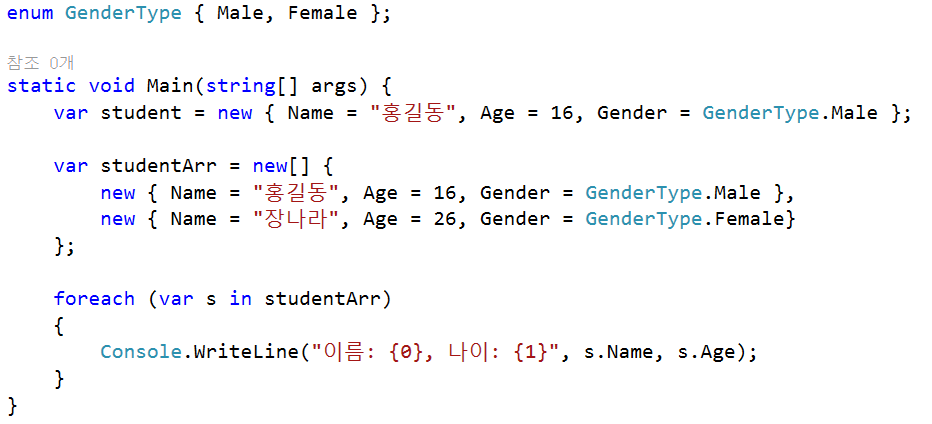 enum GenderType { Male, Female };
참조 0개
static void Main(string[] args) {
var student = new { Name = "홍길동", Age = 16, Gender = GenderType.Male };
var studentArr = new[] {
new { Name = "홍길동", Age = 16, Gender = GenderType.Male },
new { Name = "장나라", Age = 26, Gender = GenderType.Female}
};
foreach (var s in studentArr)
{
Console.WriteLine("이름: {0}, 나이: {1}", s.Name, s.Age);
}
}